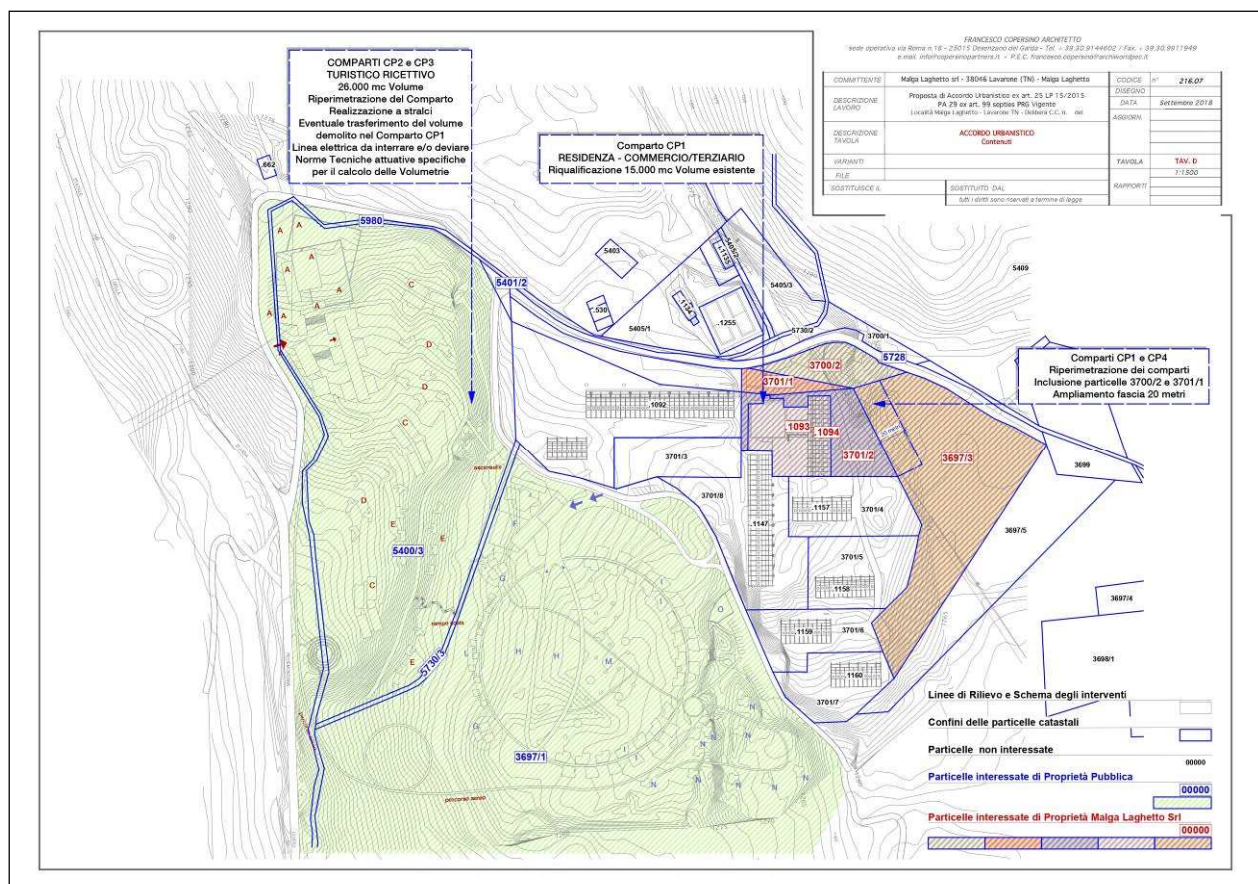 FRANCESCO COPERSINO ARCHITETTO
sede operativa via Roma n.16 - 25015 Desenzano del Garda - Tel. + 39.30.9144602 / Fax. + 39.30.9911949
e.mail. info@copersinopartners.it - P.E.C. francesco.copersino@archiworldpec.it
COMMITTENTE Malga Laghetto srl - 38046 Lavarone (TN) - Malga Laghetto CODICE n° 216.07
DESCRIZIONE LAVORO
Proposta di Accordo Urbanistico ex art. 25 LP 15/2015
PA 29 ex art. 99 septies PRG Vigente
Località Malga Laghetto - Lavarone TN - Delibera C.C. n. del
DISEGNO
DATA Settembre 2018
AGGIORN.
DESCRIZIONE TAVOLA
ACCORDO URBANISTICO
Contenuti
VARIANTI
TAVOLA TAV. D
FILE
RAPPORTI 1:1500
SOSTITUISCE IL SOSTITUITO DAL
tutti i diritti sono riservati a termine di legge
COMPARTI CP2 e CP3
TURISTICO RICETTIVO
26.000 mc Volume
Riperimetrazione del Comparto
Realizzazione a stralci
Eventuale trasferimento del volume
demolito nel Comparto CP1
Linea elettrica da interrare e/o deviare
Norme Tecniche attuative specifiche
per il calcolo delle Volumetrie
Comparto CP1
RESIDENZA - COMMERCIO/TERZIARIO
Riqualificazione 15.000 mc Volume esistente
Comparti CP1 e CP4
Riperimetrazione dei comparti
Inclusione particelle 3700/2 e 3701/1
Ampliamento fascia 20 metri
.662
5980
5401/2
5403
.530
5405/1
.1134
.1135
5405/2
5405/3
.1255
5730/2
3700/1
5728
5409
3700/2
3701/1
.1092
.1093
.1094
3701/2
20 metri
3697/3
3699
3701/3
3701/8
.1147
.1157
3701/4
3701/5
.1158
.1159
3701/6
.1160
3701/7
3697/5
3697/4
3698/1
5400/3
5730/3
3697/1
ascensore
percorso aereo
A
A
A
A
A
A
A
C
D
D
C
D
E
E
C
E
F
G
I
I
O
L
H
H
M
I
G
I
N
N
N
N
N
N
N
Linee di Rilievo e Schema degli interventi
Confini delle particelle catastali
Particelle non interessate 00000
Particelle interessate di Proprietà Pubblica 00000
Particelle interessate di Proprietà Malga Laghetto Srl 00000